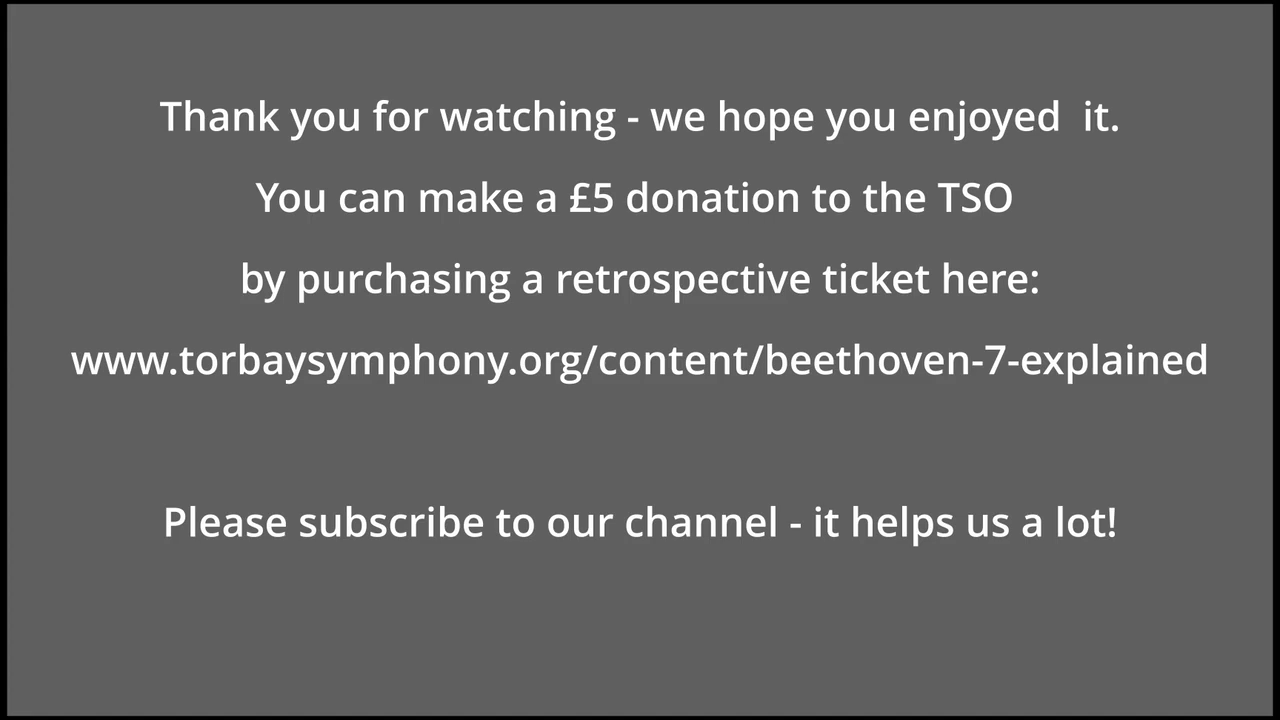 Thank you for watching - we hope you enjoyed  it.
You can make a £5 donation to the TSO
by purchasing a retrospective ticket here:
www.torbaysymphony.org/content/beethoven-7-explained
Please subscribe to our channel - it helps us a lot!